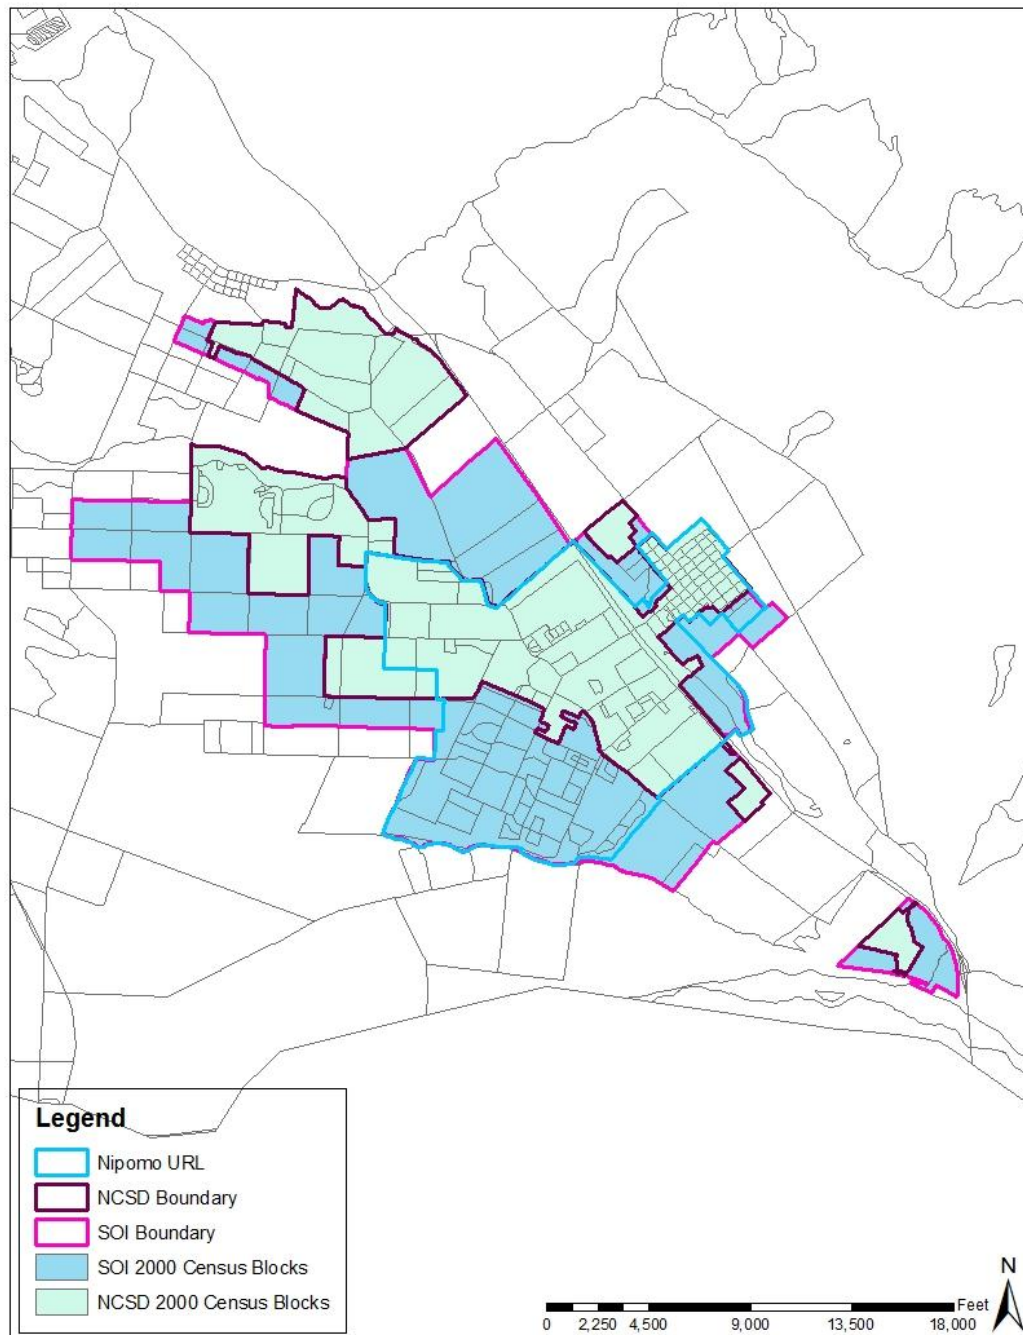 Legend
Nipomo URL
NCSD Boundary
SOI Boundary
SOI 2000 Census Blocks
NCSD 2000 Census Blocks
N
Feet
0 2,250 4,500 9,000 13,500 18,000